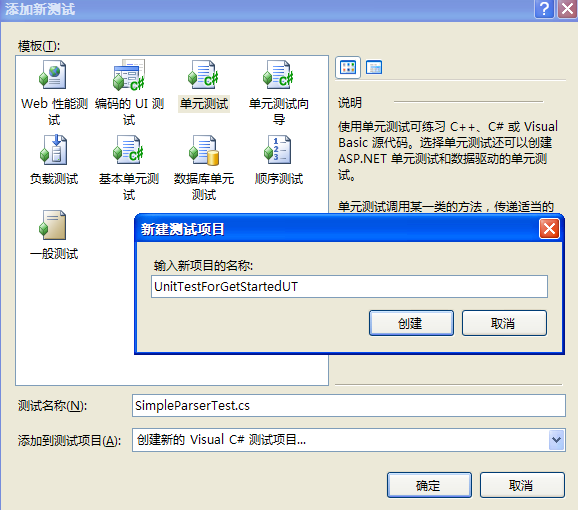 添加新测试
模板(T):
Web 性能测
试
编码的 UI 测
试
单元测试
单元测试向
导
负载测试
基本单元测
试
数据库单元
测试
顺序测试
一般测试
说明
使用单元测试可练习 C++、C# 或 Visual
Basic 源代码。选择单元测试还可以创建
ASP.NET 单元测试和数据驱动的单元测
试。
单元测试调用某一类的方法，传递适当的
新建测试项目
输入新项目的名称:
UnitTestForGetStartedUT
创建
取消
测试名称(N):
SimpleParserTest.cs
添加到测试项目(A):
创建新的 Visual C# 测试项目...
确定
取消